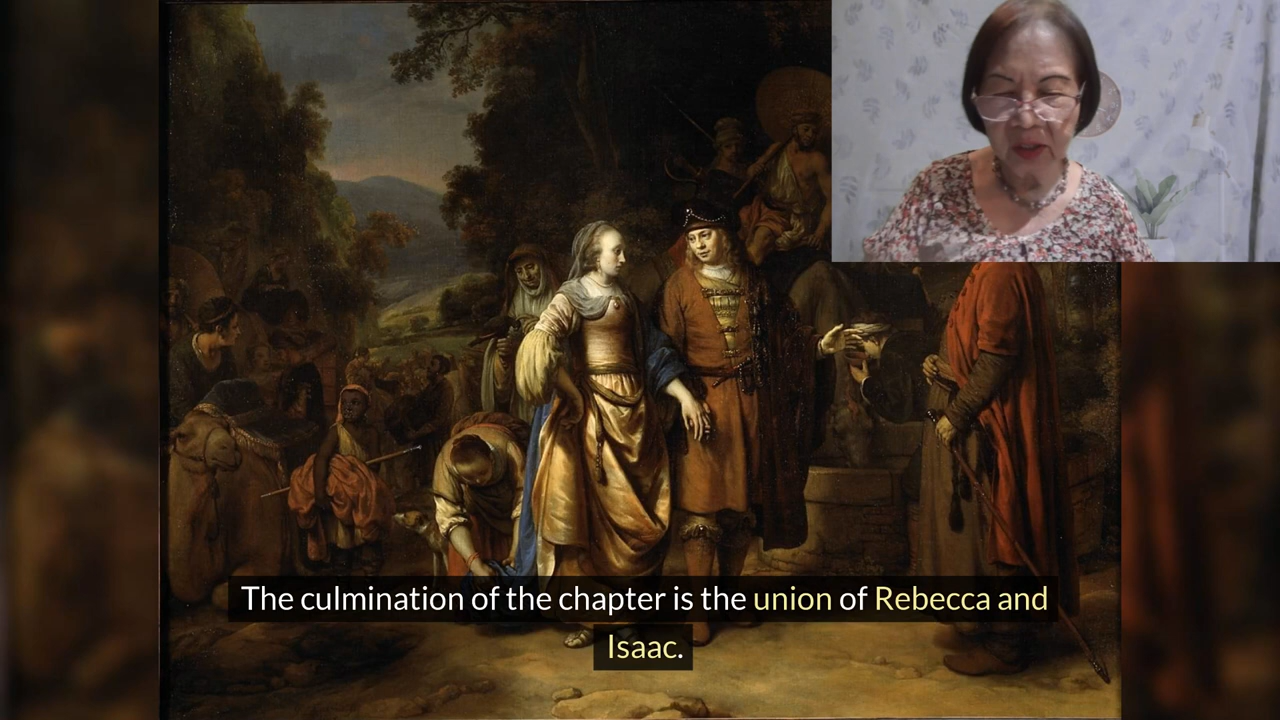 The culmination of the chapter is the union of Rebecca and
Isaac.